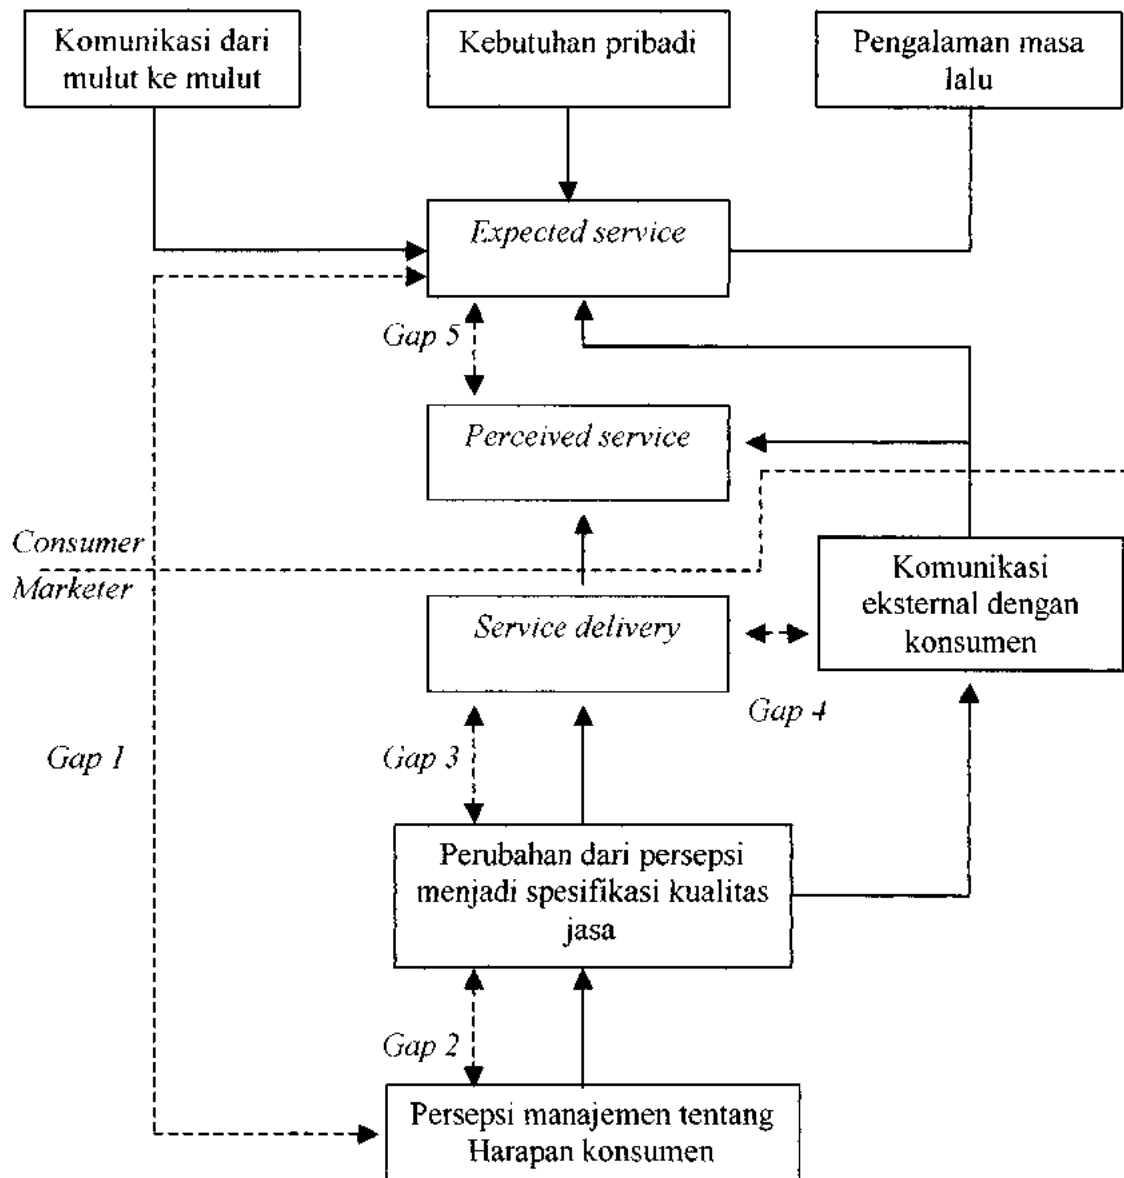 Komunikasi dari
mulut ke mulut
Kebutuhan pribadi
Pengalaman masa
lalu
Expected service
Gap 5
Perceived service
Consumer
Marketer
Komunikasi
eksternal dengan
konsumen
Service delivery
Gap 4
Gap 1
Gap 3
Perubahan dari persepsi
menjadi spesifikasi kualitas
jasa
Gap 2
Persepsi manajemen tentang
Harapan konsumen